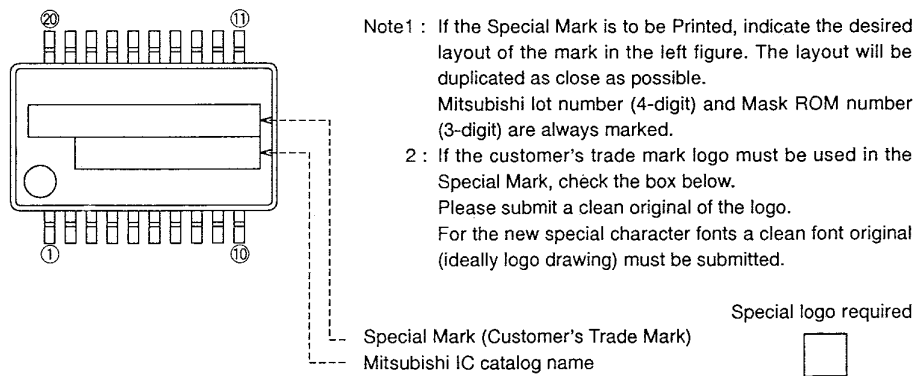 ⑳ ⑪
① ⑩
Note1 : If the Special Mark is to be Printed, indicate the desired
layout of the mark in the left figure. The layout will be
duplicated as close as possible.
Mitsubishi lot number (4-digit) and Mask ROM number
(3-digit) are always marked.
2 : If the customer's trade mark logo must be used in the
Special Mark, check the box below.
Please submit a clean original of the logo.
For the new special character fonts a clean font original
(ideally logo drawing) must be submitted.
Special logo required
Special Mark (Customer's Trade Mark)
Mitsubishi IC catalog name